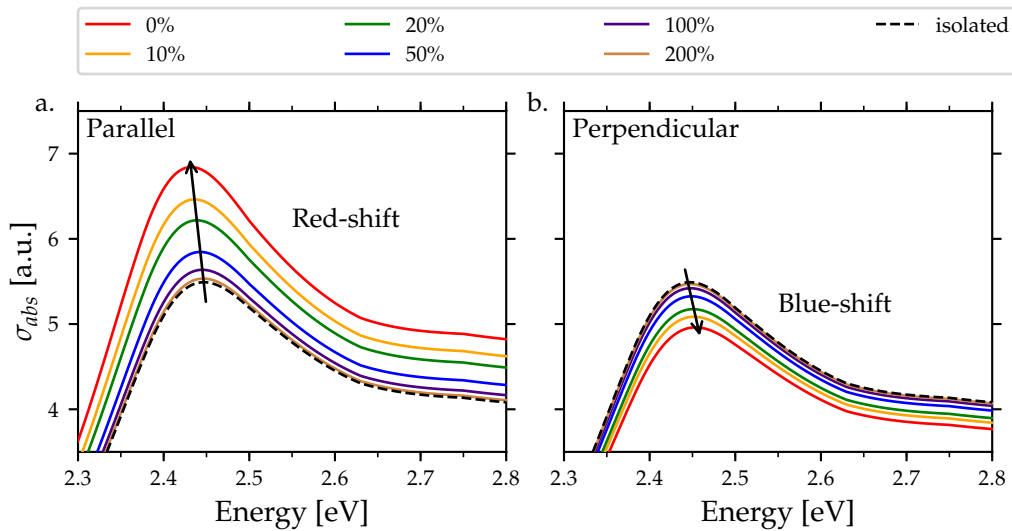 0% 20% 100% isolated
10% 50% 200%
a. b.
Parallel Perpendicular
Red-shift
Blue-shift
σabs [a.u.]
7
6
5
4
2.3 2.4 2.5 2.6 2.7 2.8 2.3 2.4 2.5 2.6 2.7 2.8
Energy [eV] Energy [eV]